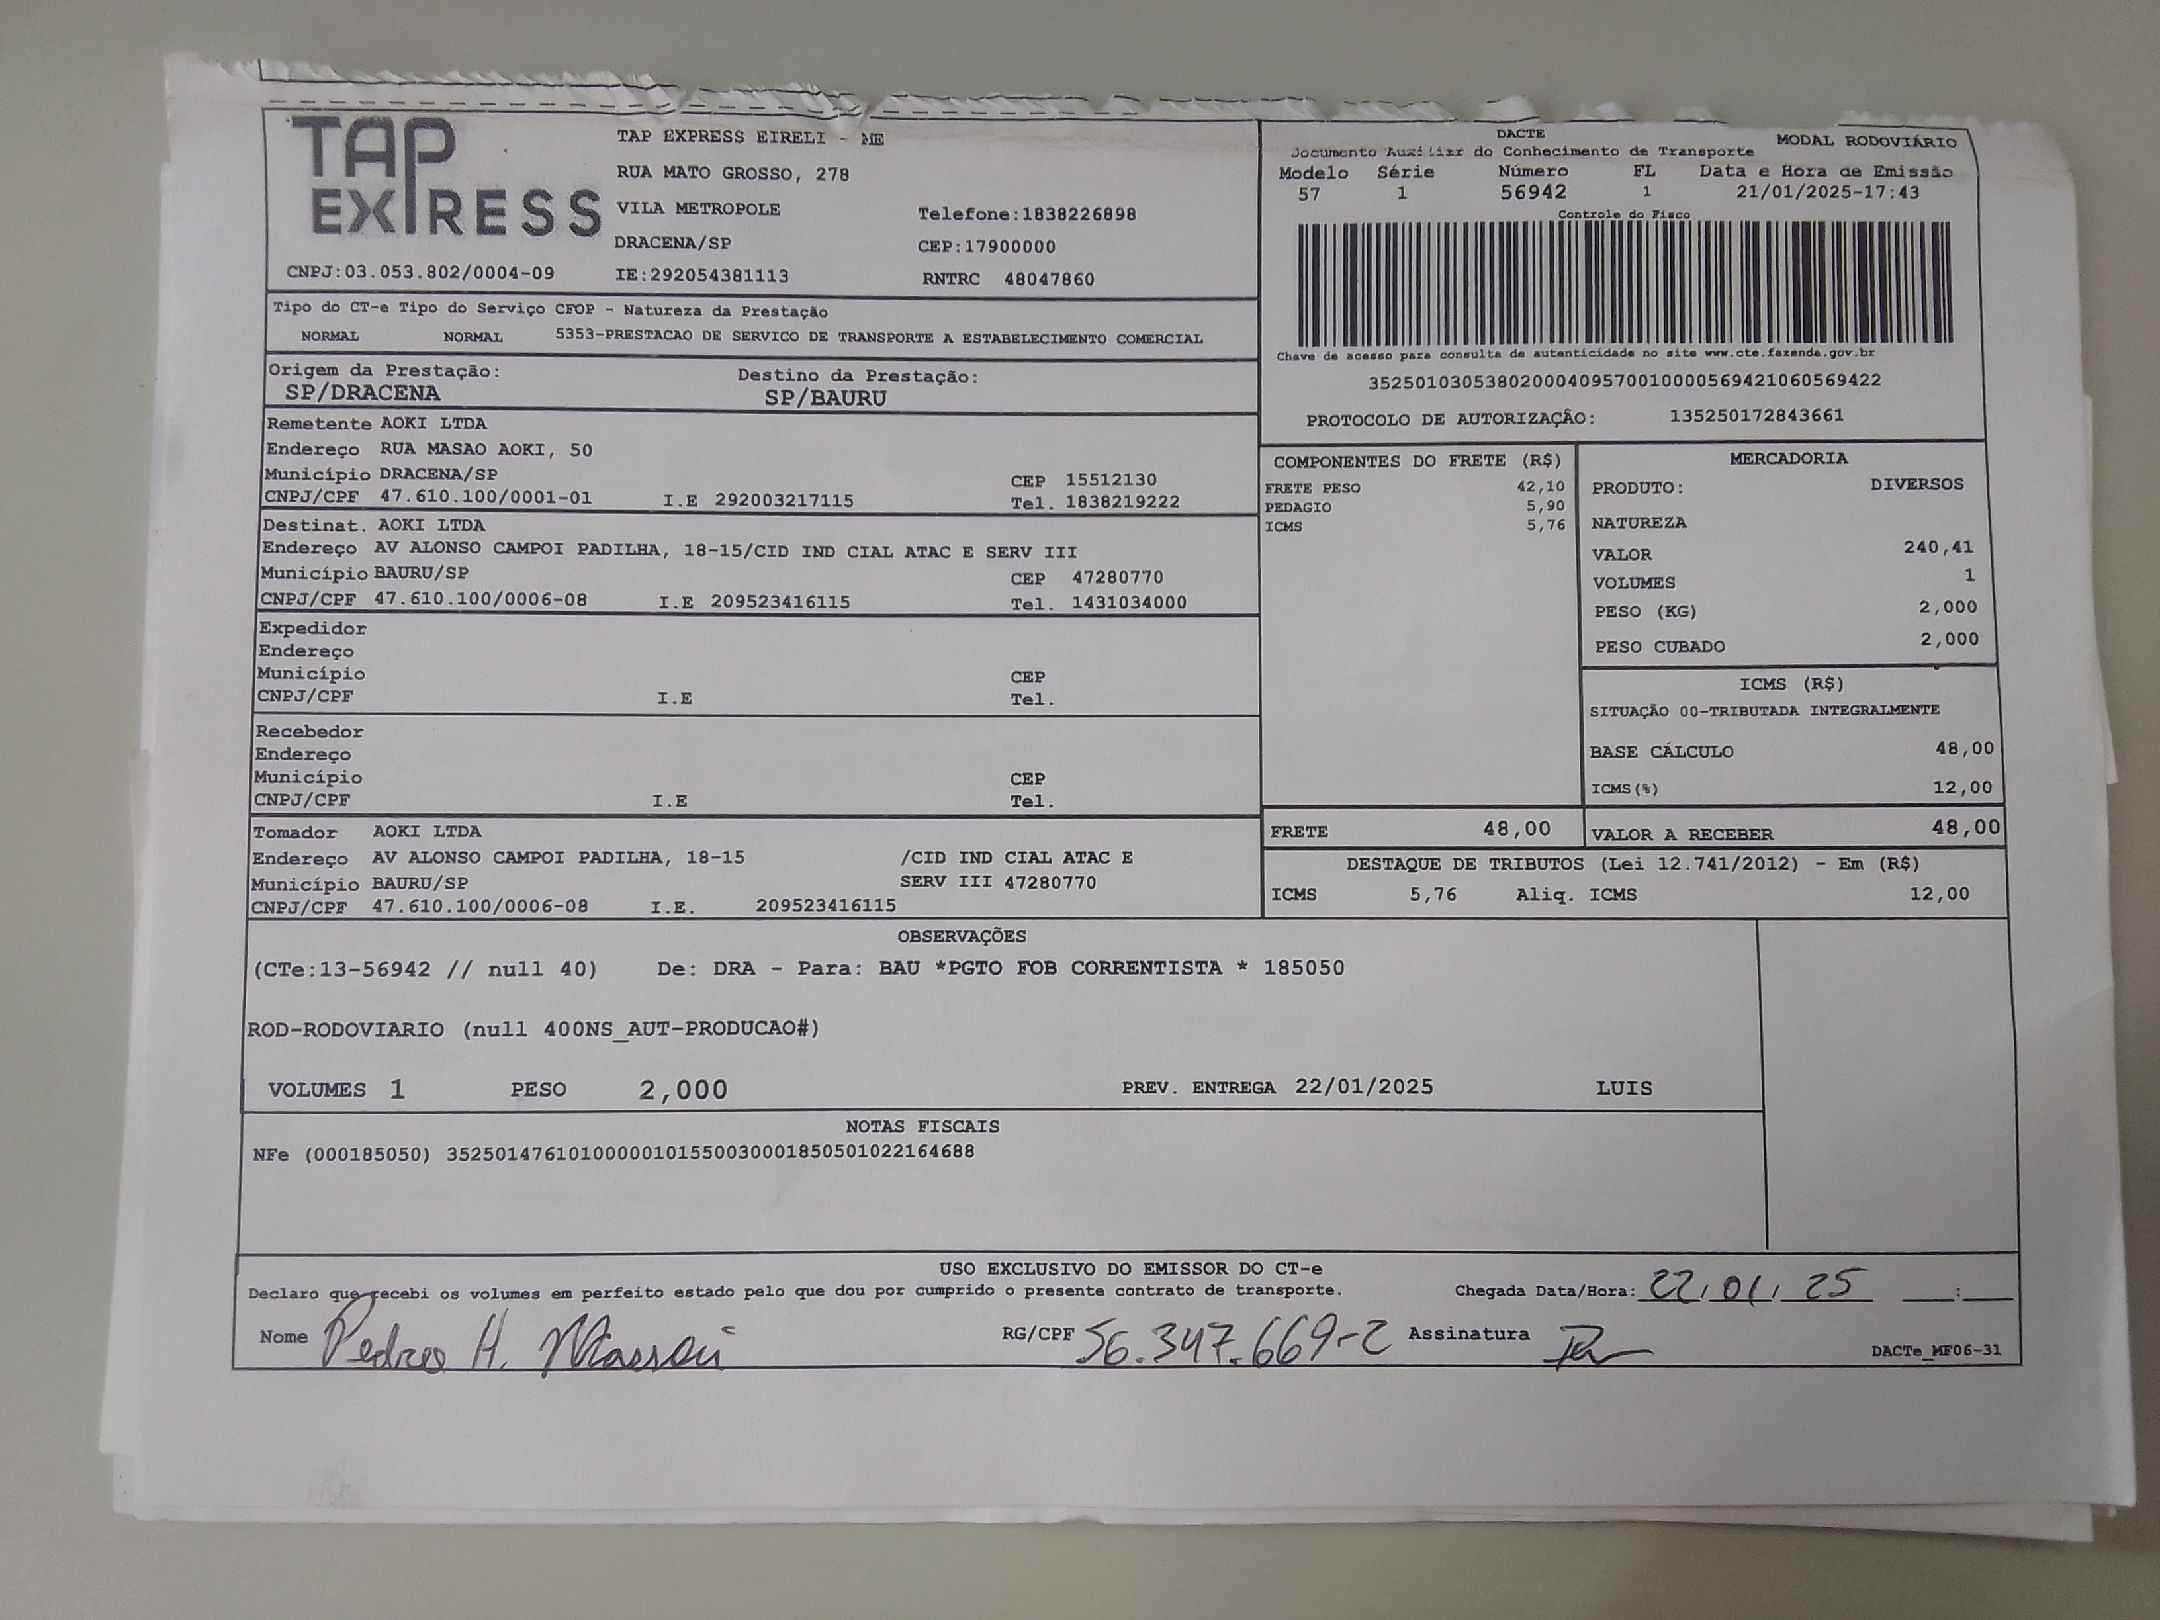 TAP EXPRESS
TAP EXPRESS EIRELI - ME
RUA MATO GROSSO, 278
VILA METROPOLE Telefone:1838226898
DRACENA/SP CEP:17900000
CNPJ:03.053.802/0004-09 IE:292054381113 RNTRC 48047860
DACTE MODAL RODOVIÁRIO
Documento Auxiliar do Conhecimento de Transporte
Modelo Série Número FL Data e Hora de Emissão
57 1 56942 1 21/01/2025-17:43
Controle do Fisco
Chave de acesso para consulta de autenticidade no site www.cte.fazenda.gov.br
35250103053802000409570010000569421060569422
PROTOCOLO DE AUTORIZAÇÃO: 135250172843661
Tipo do CT-e Tipo do Serviço CFOP - Natureza da Prestação
NORMAL NORMAL 5353-PRESTACAO DE SERVICO DE TRANSPORTE A ESTABELECIMENTO COMERCIAL
Origem da Prestação: Destino da Prestação:
SP/DRACENA SP/BAURU
Remetente AOKI LTDA
Endereço RUA MASAO AOKI, 50
Município DRACENA/SP CEP 15512130
CNPJ/CPF 47.610.100/0001-01 I.E 292003217115 Tel. 1838219222
Destinat. AOKI LTDA
Endereço AV ALONSO CAMPOI PADILHA, 18-15/CID IND CIAL ATAC E SERV III
Município BAURU/SP CEP 47280770
CNPJ/CPF 47.610.100/0006-08 I.E 209523416115 Tel. 1431034000
Expedidor
Endereço
Município CEP
CNPJ/CPF I.E Tel.
Recebedor
Endereço
Município CEP
CNPJ/CPF I.E Tel.
Tomador AOKI LTDA
Endereço AV ALONSO CAMPOI PADILHA, 18-15 /CID IND CIAL ATAC E
Município BAURU/SP SERV III 47280770
CNPJ/CPF 47.610.100/0006-08 I.E. 209523416115
COMPONENTES DO FRETE (R$)
FRETE PESO 42,10
PEDAGIO 5,90
ICMS 5,76
MERCADORIA
PRODUTO: DIVERSOS
NATUREZA
VALOR 240,41
VOLUMES 1
PESO (KG) 2,000
PESO CUBADO 2,000
ICMS (R$)
SITUAÇÃO 00-TRIBUTADA INTEGRALMENTE
BASE CÁLCULO 48,00
ICMS(%) 12,00
FRETE 48,00 VALOR A RECEBER 48,00
DESTAQUE DE TRIBUTOS (Lei 12.741/2012) - Em (R$)
ICMS 5,76 Aliq. ICMS 12,00
OBSERVAÇÕES
(CTe:13-56942 // null 40) De: DRA - Para: BAU *PGTO FOB CORRENTISTA * 185050
ROD-RODOVIARIO (null 400NS_AUT-PRODUCAO#)
VOLUMES 1 PESO 2,000 PREV. ENTREGA 22/01/2025 LUIS
NOTAS FISCAIS
NFe (000185050) 35250147610100000101550030001850501022164688
USO EXCLUSIVO DO EMISSOR DO CT-e
Declaro que recebi os volumes em perfeito estado pelo que dou por cumprido o presente contrato de transporte. Chegada Data/Hora: 22/01/25 __:__
Nome Pedro H. RG/CPF 56.347.669-2 Assinatura
DACTe_MF06-31